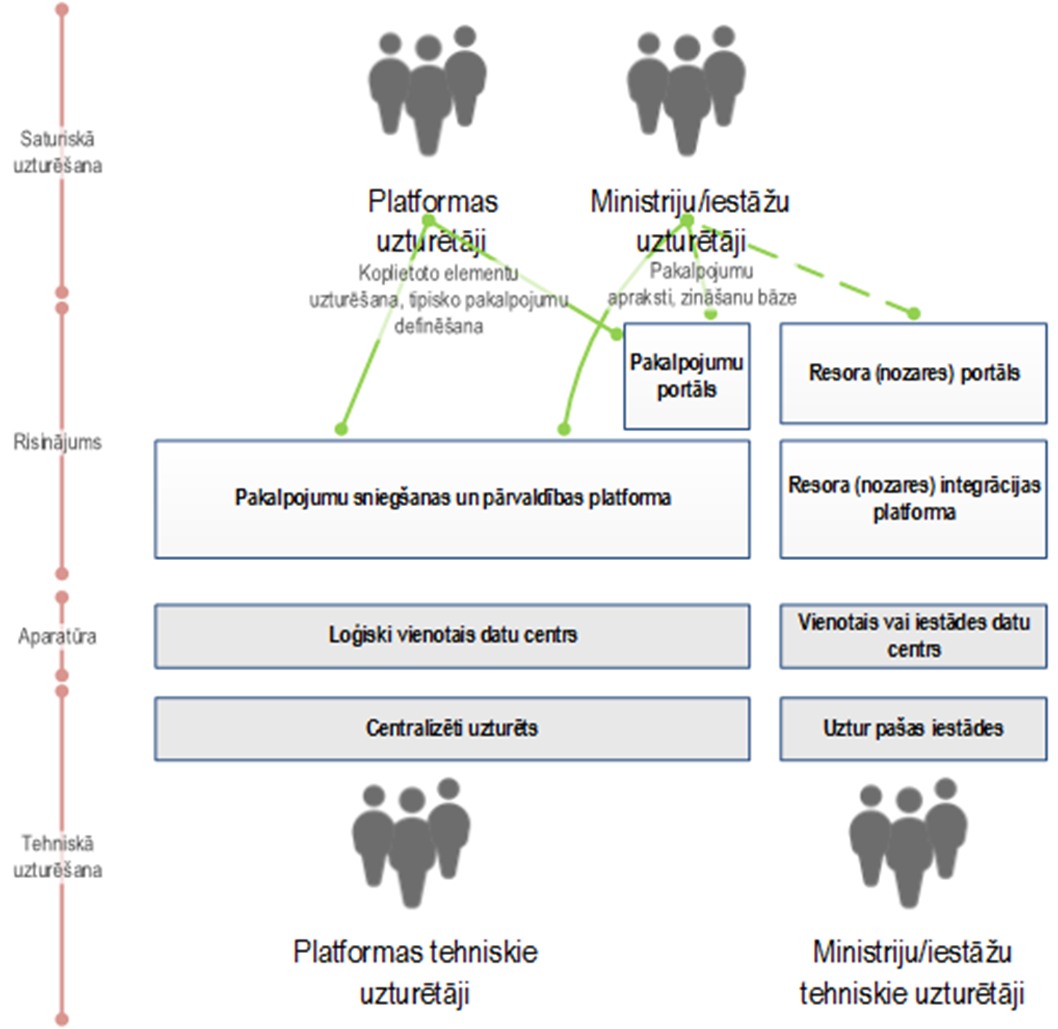 Saturiskā
uzturēšana
Platformas
uzturētāji
Koplietoto elementu
uzturēšana, tipisko pakalpojumu
definēšana
Ministriju/iestāžu
uzturētāji
Pakalpojumu
apraksti, zināšanu bāze
Risinājums
Pakalpojumu
portāls
Resora (nozares) portāls
Pakalpojumu sniegšanas un pārvaldības platforma
Resora (nozares) integrācijas
platforma
Aparatūra
Loģiski vienotais datu centrs
Vienotais vai iestādes datu
centrs
Centralizēti uzturēts
Uztur pašas iestādes
Tehniskā
uzturēšana
Platformas tehniskie
uzturētāji
Ministriju/iestāžu
tehniskie uzturētāji